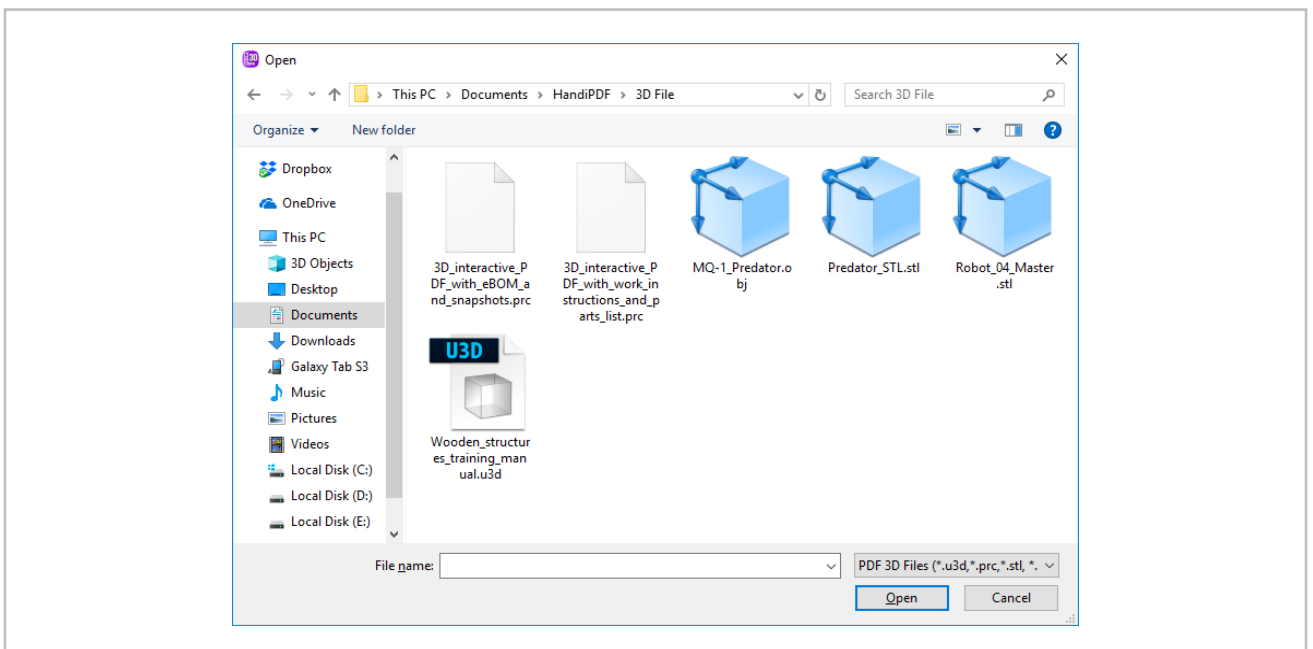 Open
This PC > Documents > HandiPDF > 3D File
Search 3D File
Organize
New folder
Dropbox
OneDrive
This PC
3D Objects
Desktop
Documents
Downloads
Galaxy Tab S3
Music
Pictures
Videos
Local Disk (C:)
Local Disk (D:)
Local Disk (E:)
3D_interactive_P
DF_with_eBOM_a
nd_snapshots.prc
3D_interactive_P
DF_with_work_in
structions_and_p
arts_list.prc
MQ-1_Predator.o
bj
Predator_STL.stl
Robot_04_Master
.stl
U3D
Wooden_structur
es_training_man
ual.u3d
File name:
PDF 3D Files (*.u3d,*.prc,*.stl, *.
Open
Cancel